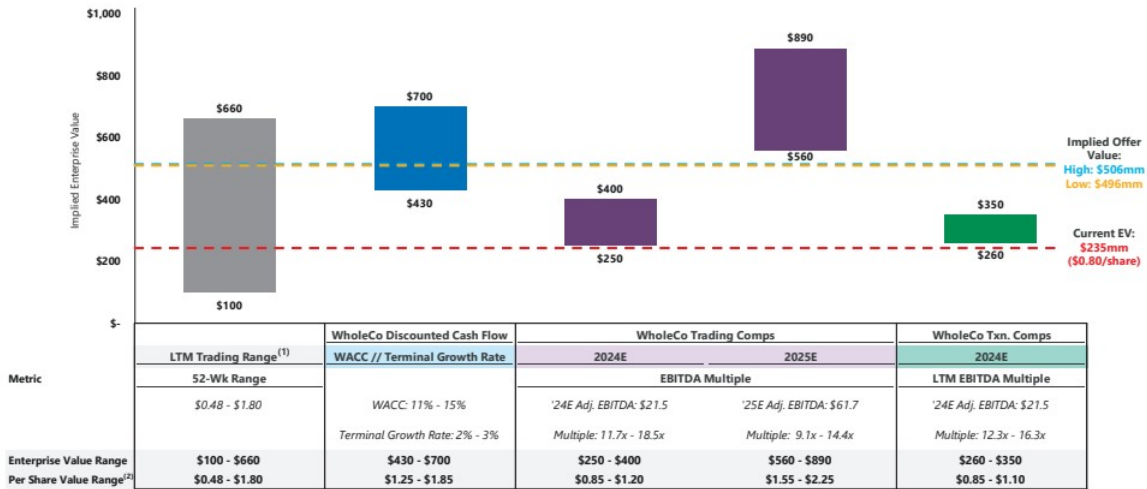 $1,000
$800
$600
$400
$200
$-
Implied Enterprise Value
$660
$100
$700
$430
$400
$250
$890
$560
$350
$260
Implied Offer
Value:
High: $506mm
Low: $496mm
Current EV:
$235mm
($0.80/share)
WholeCo Discounted Cash Flow WholeCo Trading Comps WholeCo Txn. Comps
LTM Trading Range(1) WACC // Terminal Growth Rate 2024E 2025E 2024E
Metric 52-Wk Range EBITDA Multiple LTM EBITDA Multiple
$0.48 - $1.80 WACC: 11% - 15% '24E Adj. EBITDA: $21.5 '25E Adj. EBITDA: $61.7 '24E Adj. EBITDA: $21.5
Terminal Growth Rate: 2% - 3% Multiple: 11.7x - 18.5x Multiple: 9.1x - 14.4x Multiple: 12.3x - 16.3x
Enterprise Value Range $100 - $660 $430 - $700 $250 - $400 $560 - $890 $260 - $350
Per Share Value Range(2) $0.48 - $1.80 $1.25 - $1.85 $0.85 - $1.20 $1.55 - $2.25 $0.85 - $1.10